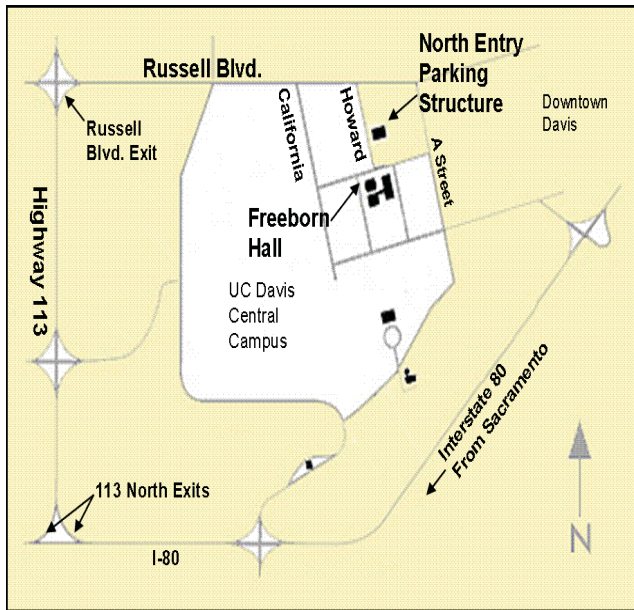 Russell Blvd.
North Entry
Parking
Structure
Downtown
Davis
Russell
Blvd. Exit
California
Howard
A Street
Highway 113
Freeborn
Hall
UC Davis
Central
Campus
Interstate 80
From Sacramento
113 North Exits
I-80
N